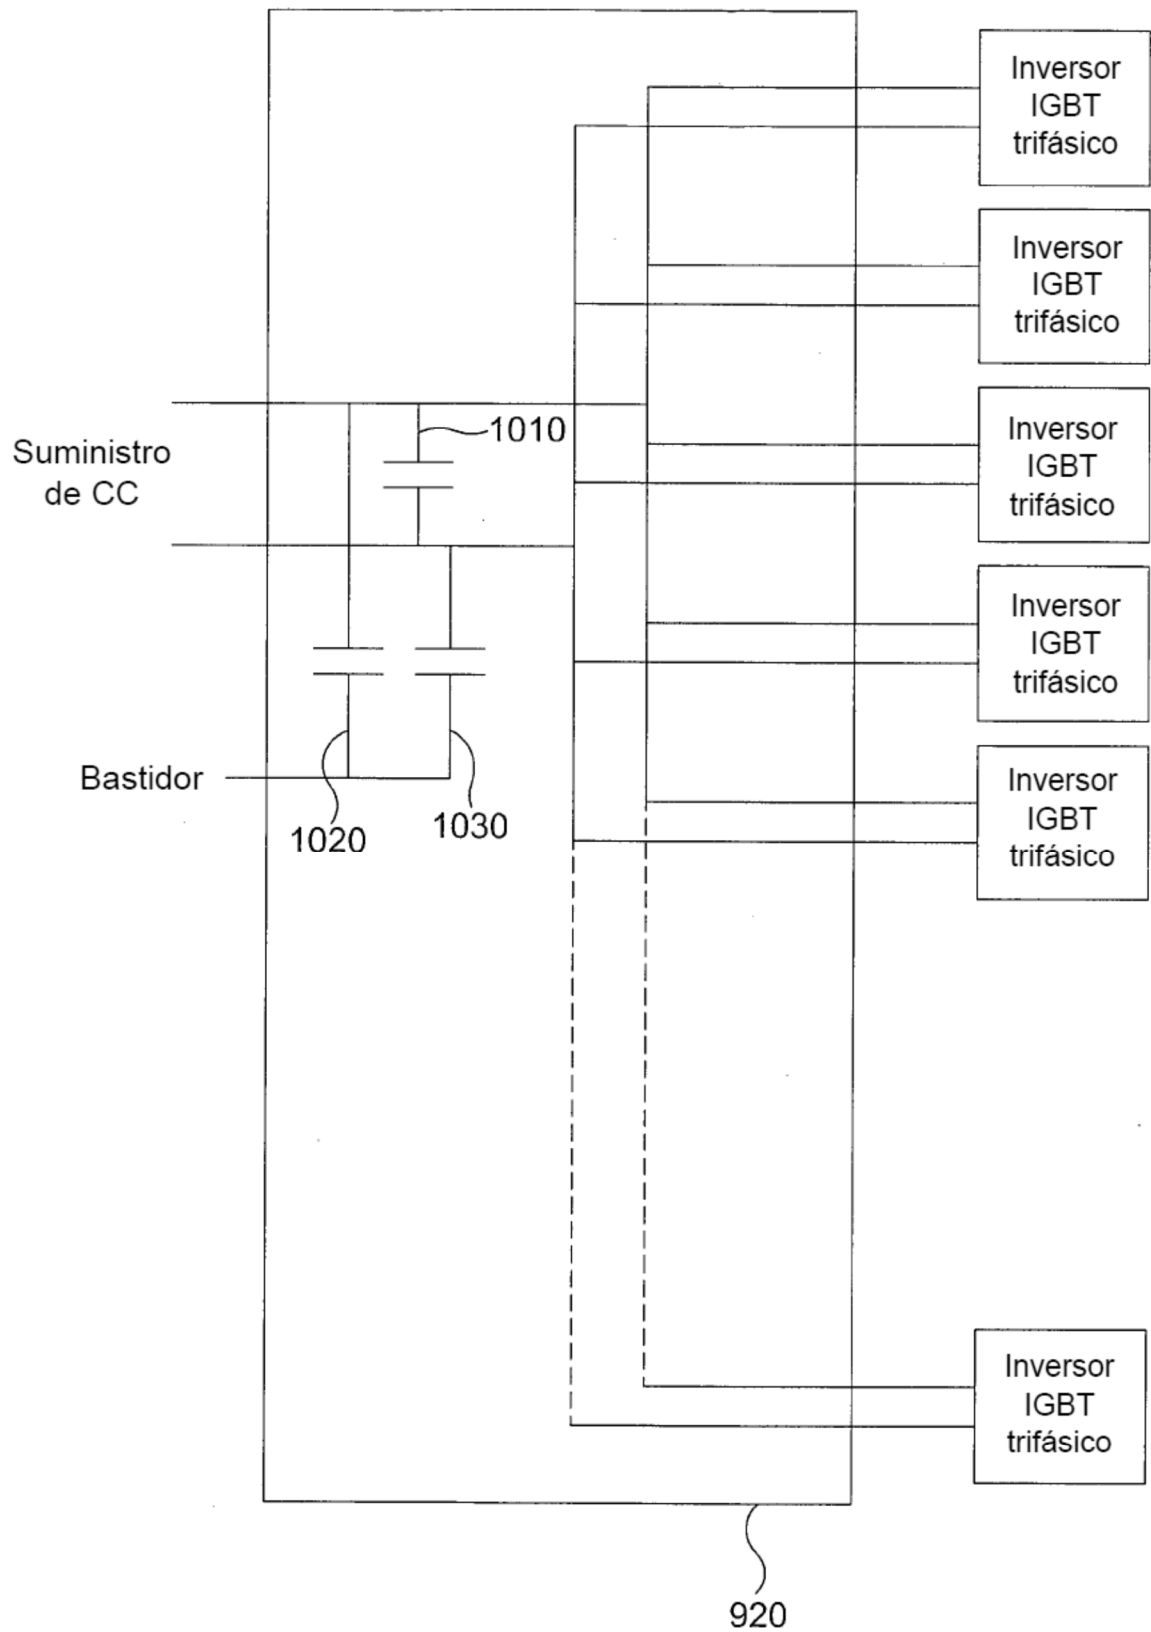 Inversor
IGBT
trifásico
Inversor
IGBT
trifásico
Inversor
IGBT
trifásico
1010
Suministro
de CC
Inversor
IGBT
trifásico
Bastidor
1020
1030
Inversor
IGBT
trifásico
Inversor
IGBT
trifásico
920